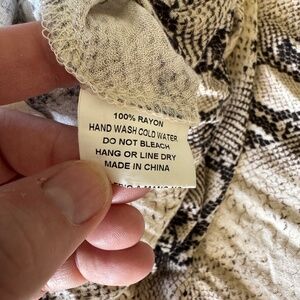 100% RAYON
HAND WASH COLD WATER
DO NOT BLEACH
HANG OR LINE DRY
MADE IN CHINA